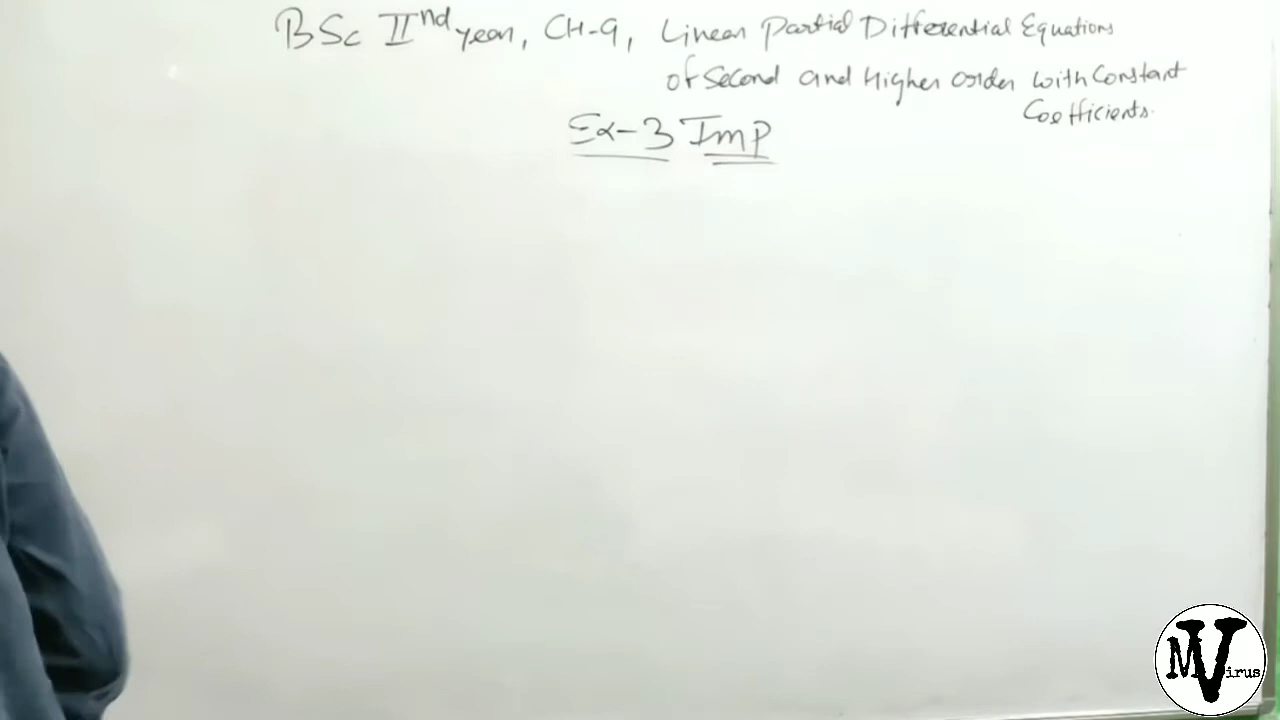 BSc IInd year, CH-9, Linear Partial Differential Equations
of Second and Higher order with Constant
Coefficients.
Ex-3 Imp
MVirus